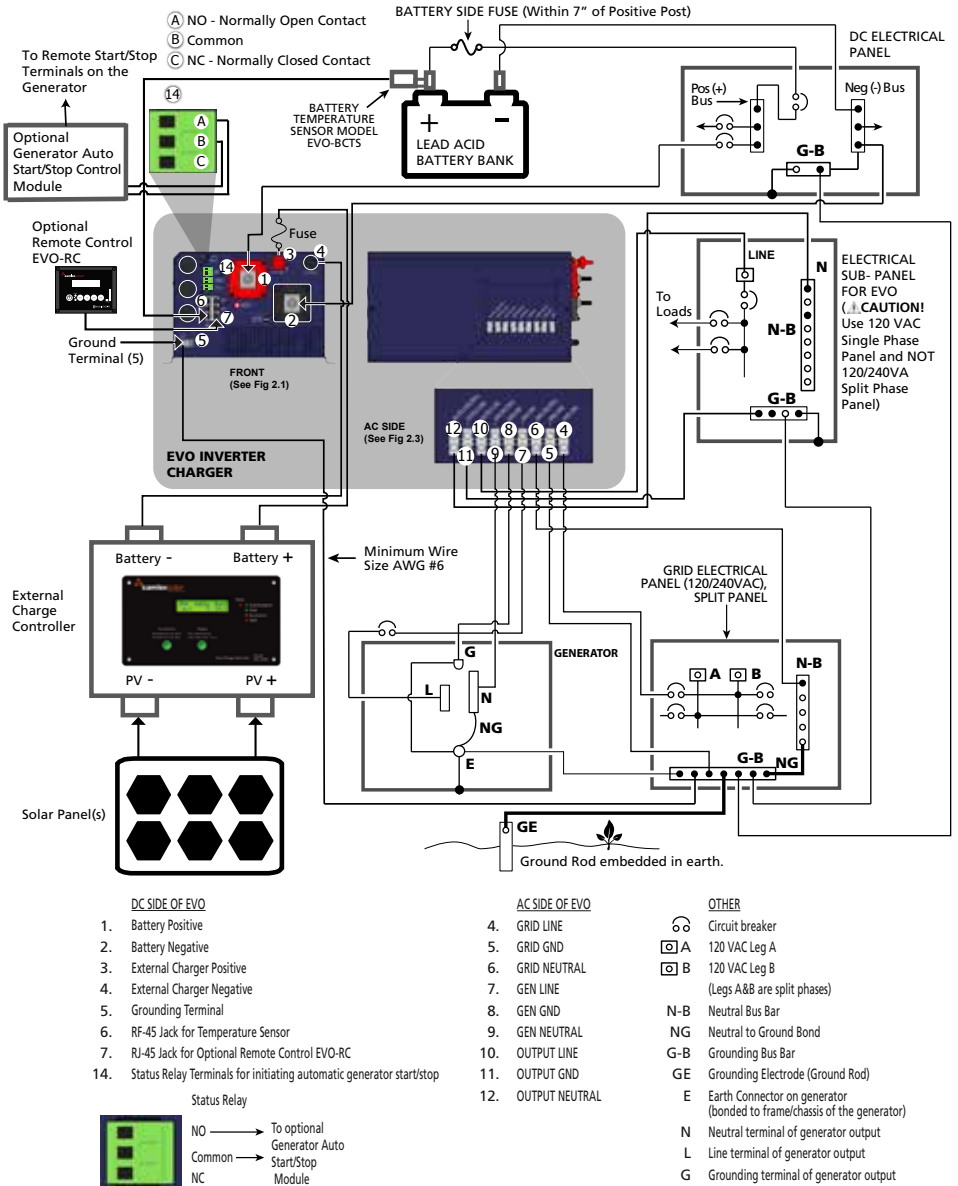 BATTERY SIDE FUSE (Within 7" of Positive Post)
A NO - Normally Open Contact
B Common
C NC - Normally Closed Contact
To Remote Start/Stop
Terminals on the
Generator
14
A
B
C
Optional
Generator Auto
Start/Stop Control
Module
BATTERY
TEMPERATURE
SENSOR MODEL
EVO-BCTS
+ -
LEAD ACID
BATTERY BANK
DC ELECTRICAL
PANEL
Pos (+)
Bus
Neg (-) Bus
G-B
Optional
Remote Control
EVO-RC
Fuse
14
3
4
1
6
7
2
5
Ground
Terminal (5)
FRONT
(See Fig 2.1)
EVO INVERTER
CHARGER
AC SIDE
(See Fig 2.3)
12 10 8 6 4
11 9 7 5
LINE
N
To
Loads
N-B
G-B
ELECTRICAL
SUB- PANEL
FOR EVO
(⚠CAUTION!
Use 120 VAC
Single Phase
Panel and NOT
120/240VA
Split Phase
Panel)
Battery -
Battery +
Minimum Wire
Size AWG #6
External
Charge
Controller
PV -
PV +
Solar Panel(s)
GENERATOR
G
L
N
NG
E
GRID ELECTRICAL
PANEL (120/240VAC),
SPLIT PANEL
A B
N-B
G-B
NG
GE
Ground Rod embedded in earth.
DC SIDE OF EVO
1. Battery Positive
2. Battery Negative
3. External Charger Positive
4. External Charger Negative
5. Grounding Terminal
6. RF-45 Jack for Temperature Sensor
7. RJ-45 Jack for Optional Remote Control EVO-RC
14. Status Relay Terminals for initiating automatic generator start/stop
Status Relay
NO
Common
NC
To optional
Generator Auto
Start/Stop
Module
AC SIDE OF EVO
4. GRID LINE
5. GRID GND
6. GRID NEUTRAL
7. GEN LINE
8. GEN GND
9. GEN NEUTRAL
10. OUTPUT LINE
11. OUTPUT GND
12. OUTPUT NEUTRAL
OTHER
Circuit breaker
A 120 VAC Leg A
B 120 VAC Leg B
(Legs A&B are split phases)
N-B Neutral Bus Bar
NG Neutral to Ground Bond
G-B Grounding Bus Bar
GE Grounding Electrode (Ground Rod)
E Earth Connector on generator
(bonded to frame/chassis of the generator)
N Neutral terminal of generator output
L Line terminal of generator output
G Grounding terminal of generator output